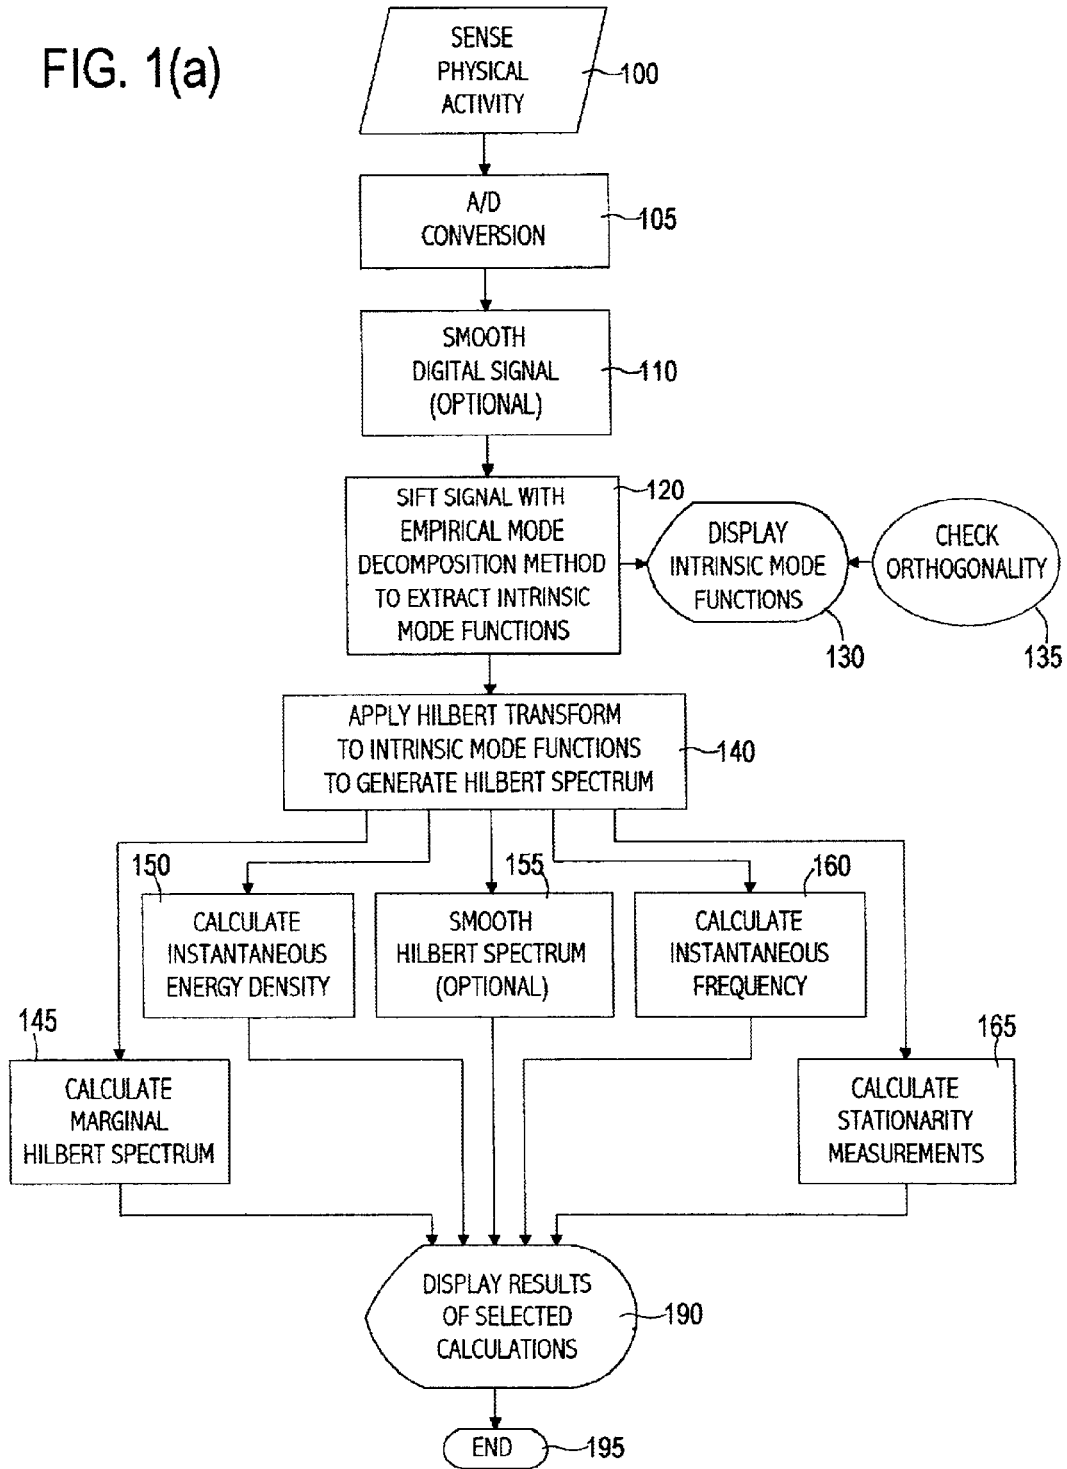 FIG. 1(a)
SENSE
PHYSICAL
ACTIVITY
100
A/D
CONVERSION
105
SMOOTH
DIGITAL SIGNAL
(OPTIONAL)
110
SIFT SIGNAL WITH
EMPIRICAL MODE
DECOMPOSITION METHOD
TO EXTRACT INTRINSIC
MODE FUNCTIONS
120
DISPLAY
INTRINSIC MODE
FUNCTIONS
130
CHECK
ORTHOGONALITY
135
APPLY HILBERT TRANSFORM
TO INTRINSIC MODE FUNCTIONS
TO GENERATE HILBERT SPECTRUM
140
150
CALCULATE
INSTANTANEOUS
ENERGY DENSITY
155
SMOOTH
HILBERT SPECTRUM
(OPTIONAL)
160
CALCULATE
INSTANTANEOUS
FREQUENCY
145
CALCULATE
MARGINAL
HILBERT SPECTRUM
165
CALCULATE
STATIONARITY
MEASUREMENTS
DISPLAY RESULTS
OF SELECTED
CALCULATIONS
190
END
195